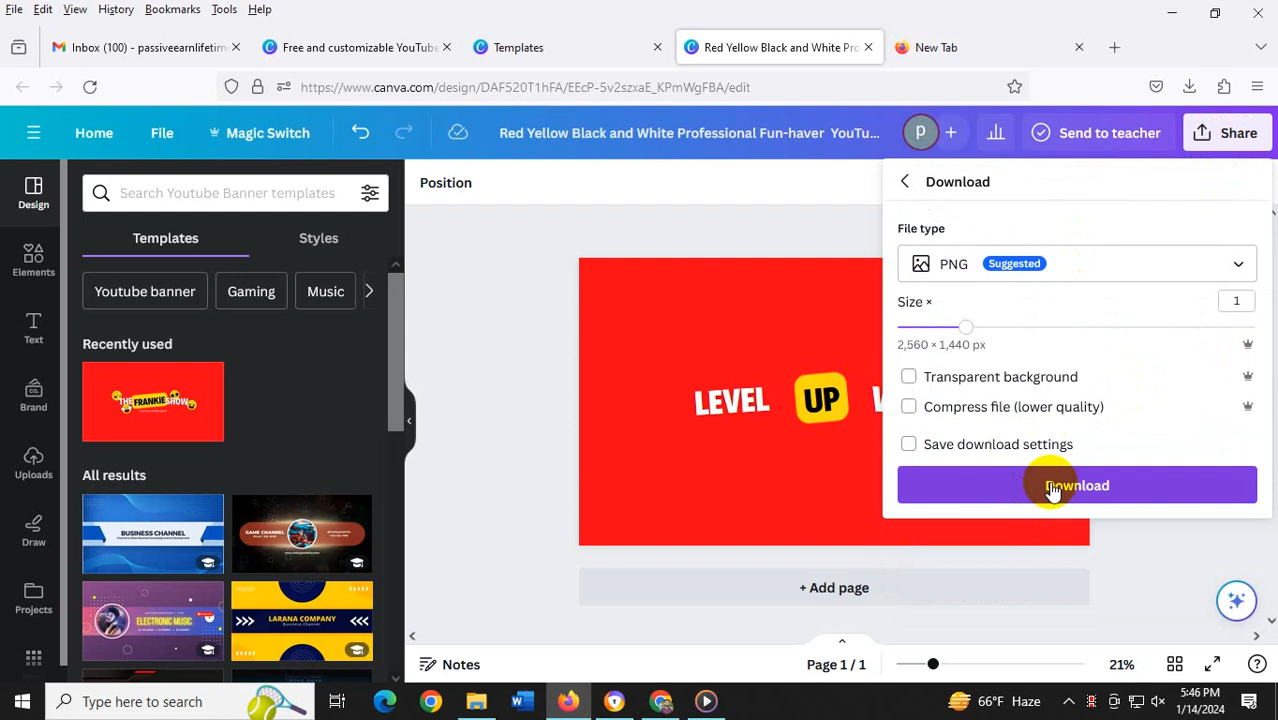 File Edit View History Bookmarks Tools Help
Inbox (100) - passiveearnlifetim
Free and customizable YouTube
Templates
Red Yellow Black and White Pro
New Tab
https://www.canva.com/design/DAF520T1hFA/EEcP-5v2szxaE_KPmWgFBA/edit
Home File Magic Switch
Red Yellow Black and White Professional Fun-haver YouTu...
p
Send to teacher
Share
Design
Elements
Text
Brand
Uploads
Draw
Projects
Search Youtube Banner templates
Templates Styles
Youtube banner Gaming Music
Recently used
THE FRANKIE SHOW
All results
BUSINESS CHANNEL
GAME CHANNEL
ELECTRONIC MUSIC
LARANA COMPANY
Business Channel
Position
LEVEL UP W
+ Add page
Download
File type
PNG Suggested
Size × 1
2,560 × 1,440 px
Transparent background
Compress file (lower quality)
Save download settings
Download
Notes
Page 1 / 1
21%
Type here to search
66°F Haze
5:46 PM
1/14/2024